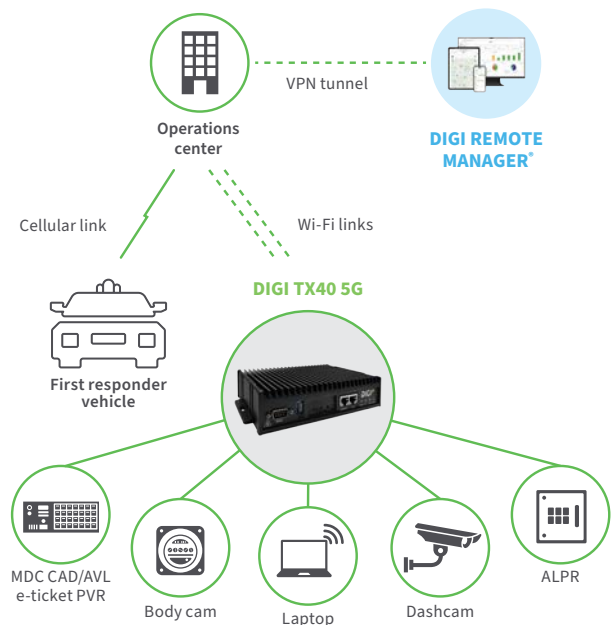 VPN tunnel
Operations
center
DIGI REMOTE
MANAGER®
Cellular link
Wi-Fi links
DIGI TX40 5G
First responder
vehicle
DIGI
MDC CAD/AVL
e-ticket PVR
Body cam
Laptop
Dashcam
ALPR